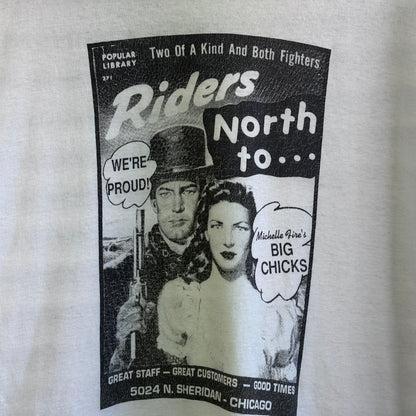 POPULAR
LIBRARY
271
Two Of A Kind And Both Fighters
Riders
North
to...
WE'RE
PROUD!
Michelle Fire's
BIG
CHICKS
GREAT STAFF – GREAT CUSTOMERS – GOOD TIMES
5024 N. SHERIDAN - CHICAGO